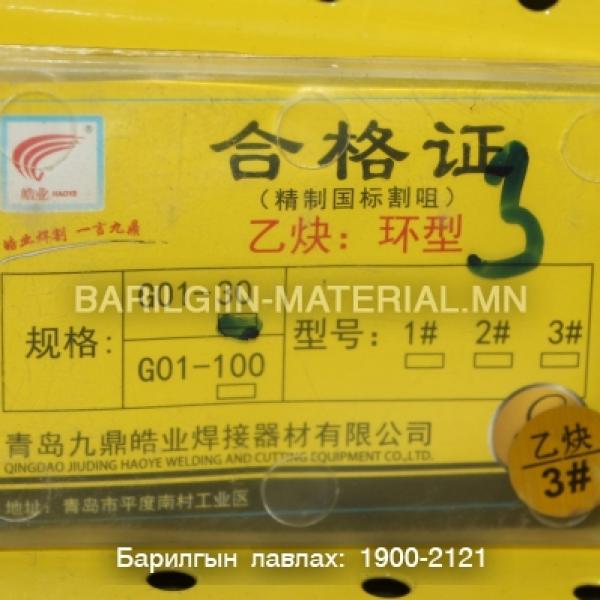 合格证
3
皓业 HAOYE ®
（精制国标割咀）
皓业焊割 一言九鼎
乙炔：环型
BARILGUN-MATERIAL.MN
规格：
G01-30
G01-100
型号：
1# 2# 3#
青岛九鼎皓业焊接器材有限公司
QINGDAO JIUDING HAOYE WELDING AND CUTTING EQUIPMENT CO.,LTD.
乙炔
3#
地址：青岛市平度南村工业区
Барилгын лавлах: 1900-2121